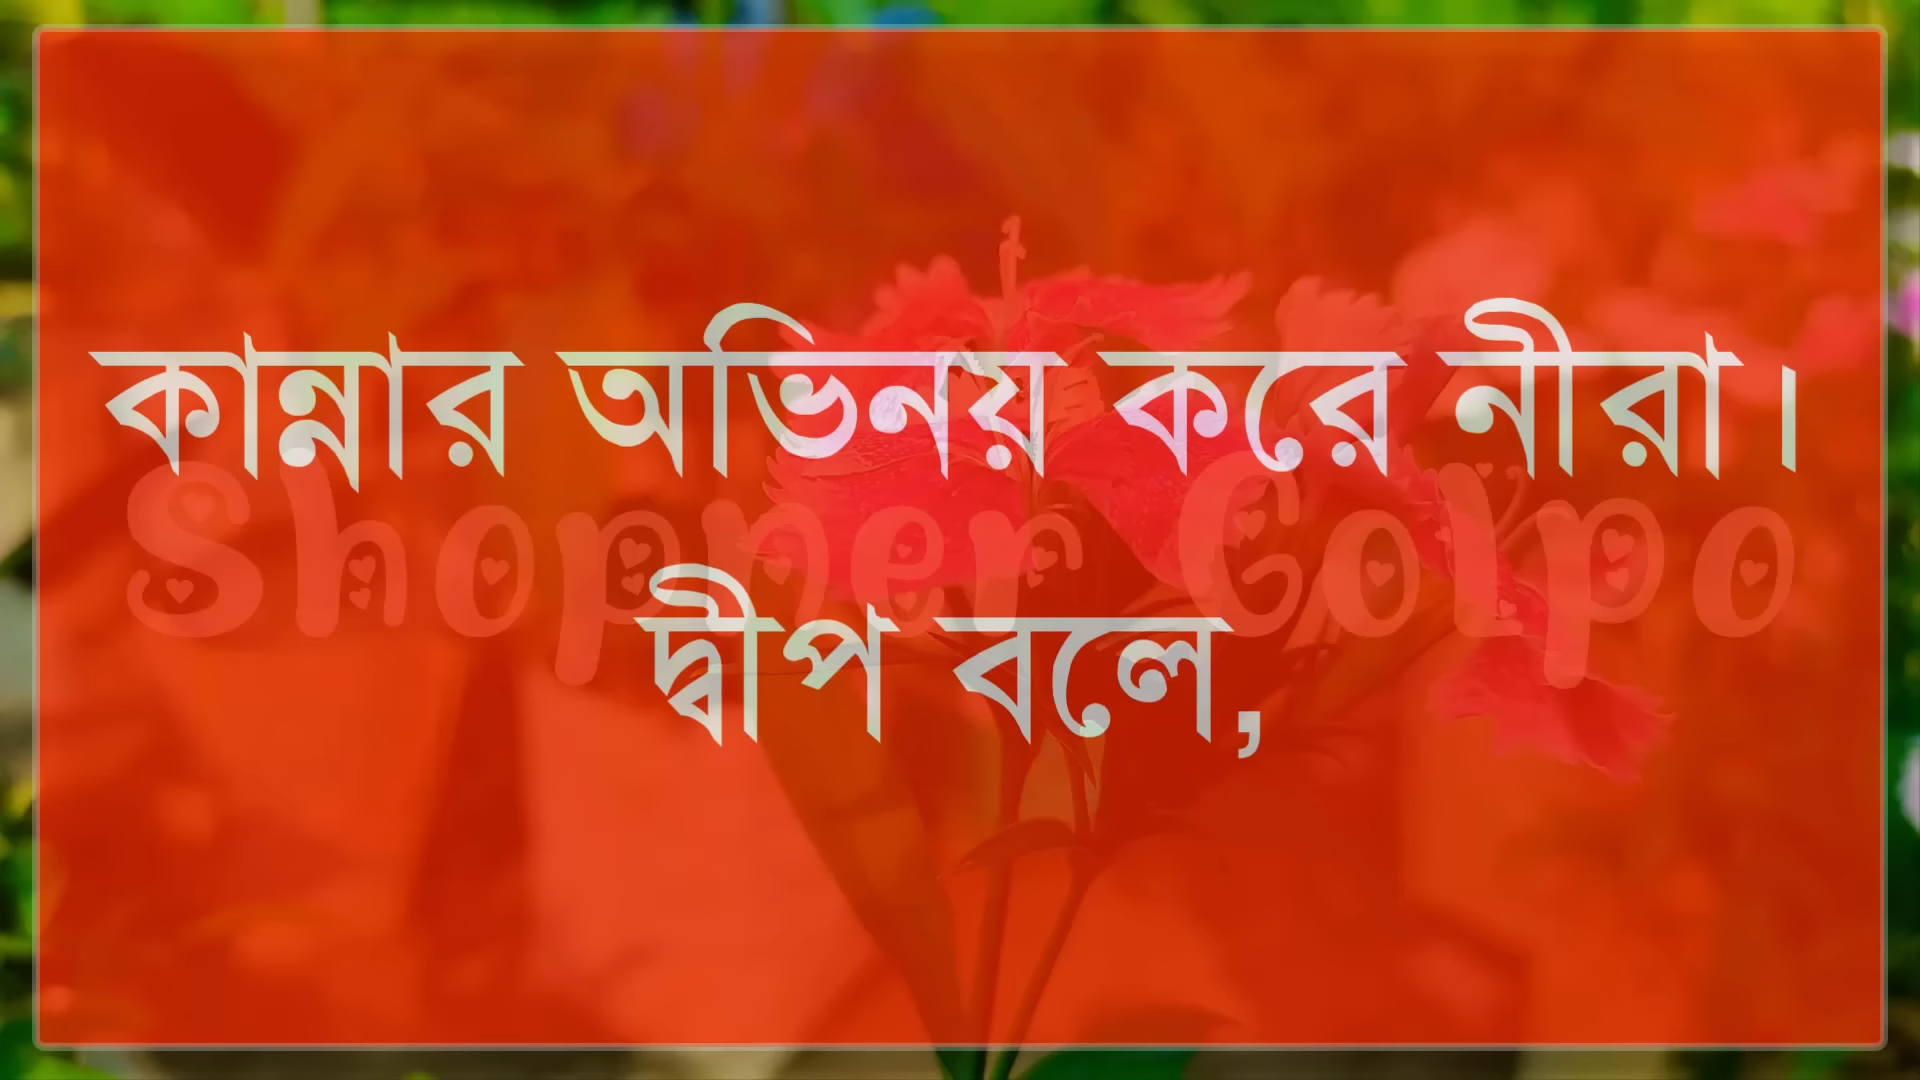 কান্নার অভিনয় করে নীরা।
Shopner Golpo
দ্বীপ বলে,